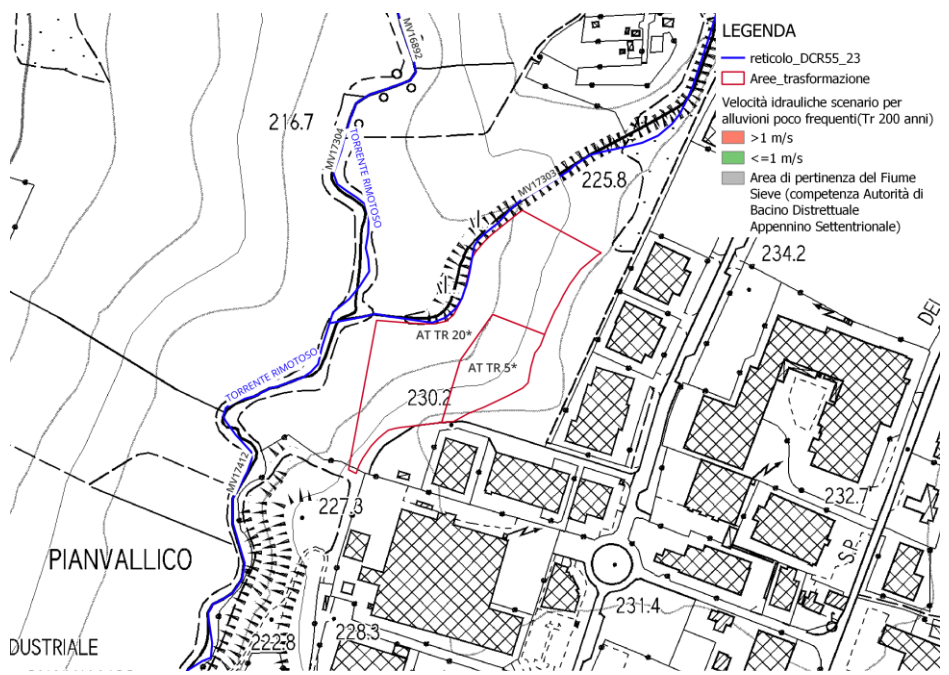 LEGENDA
reticolo_DCR55_23
Aree_trasformazione
Velocità idrauliche scenario per
alluvioni poco frequenti(Tr 200 anni)
>1 m/s
<=1 m/s
Area di pertinenza del Fiume
Sieve (competenza Autorità di
Bacino Distrettuale
Appennino Settentrionale)
MV16892
216.7
MV17304
TORRENTE RIMOTOSO
MV17303
225.8
234.2
DEL
AT TR 20*
AT TR 5*
TORRENTE RIMOTOSO
230.2
MV17412
227.3
232.7
S.P.
PIANVALLICO
231.4
222.8
228.3
DUSTRIALE